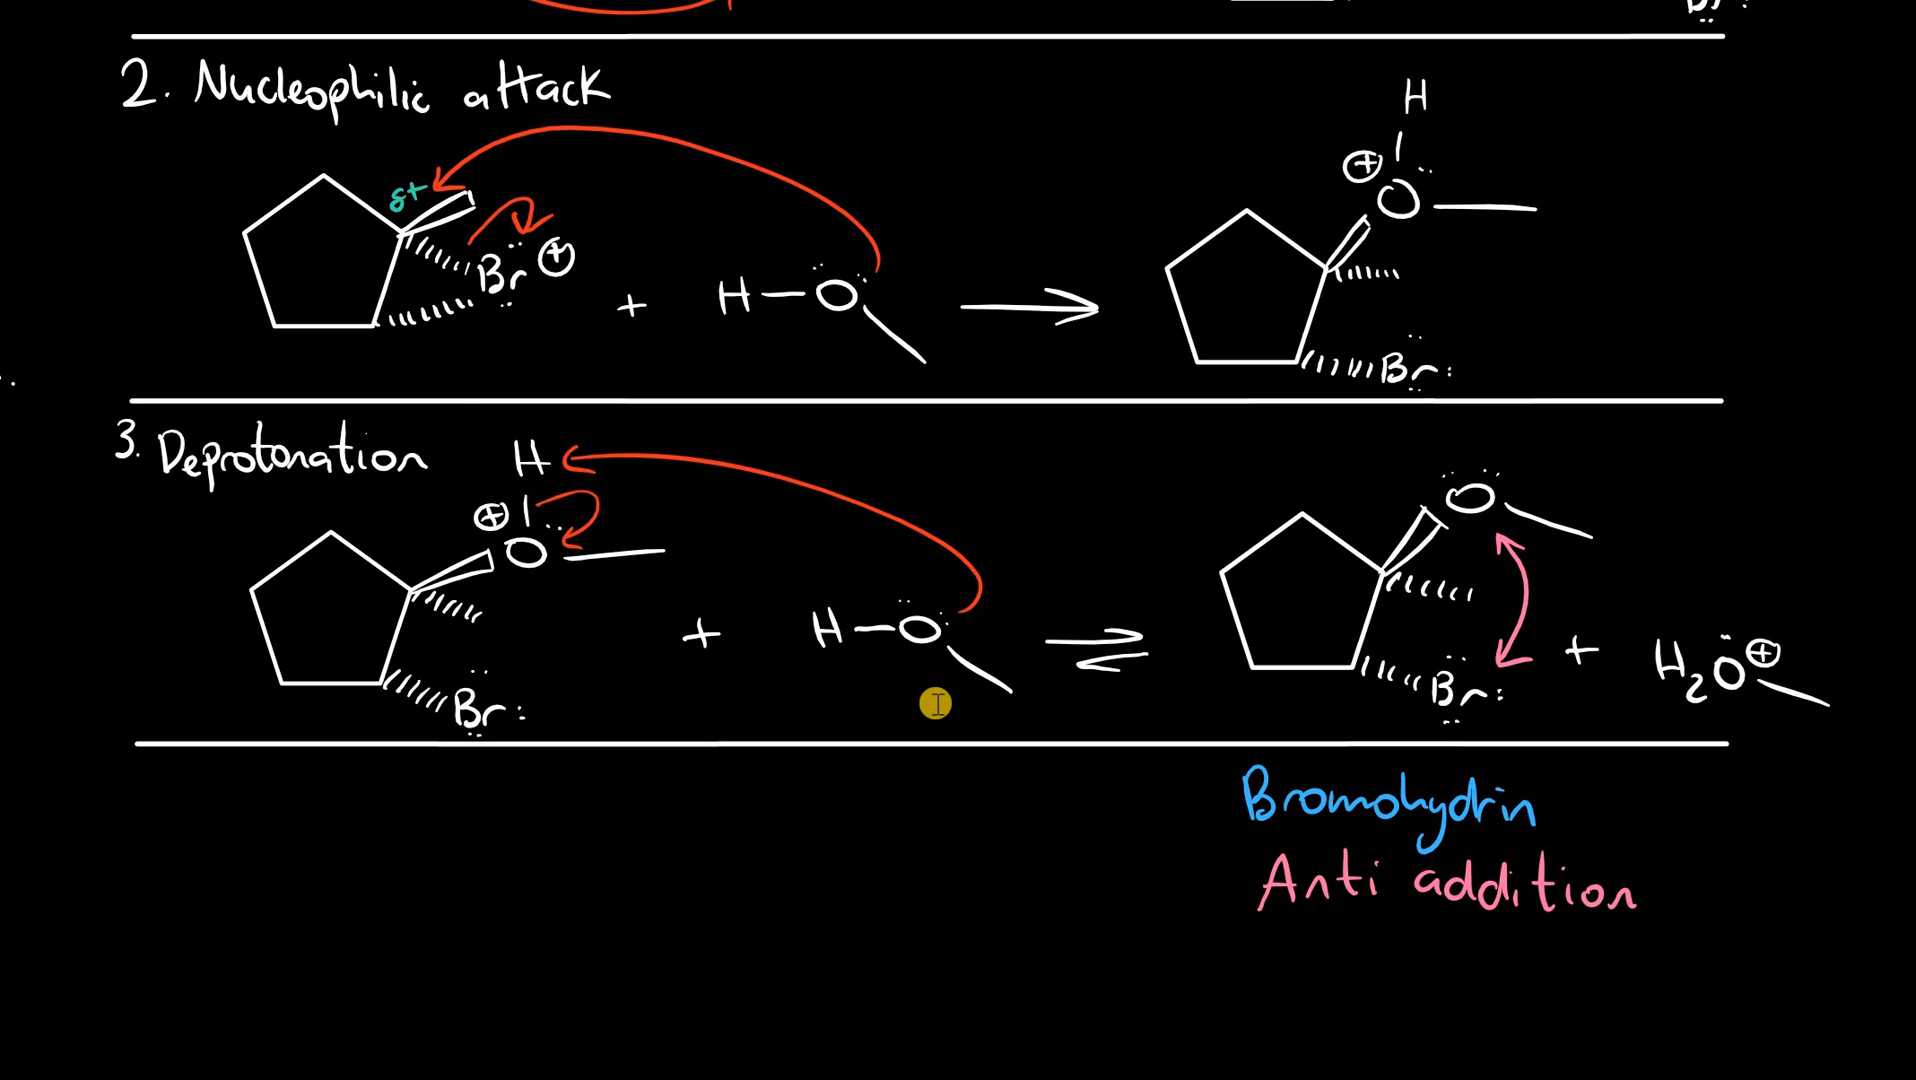 2. Nucleophilic attack
H
δ+
⊕
O
Br ⊕
+
H-O
Br
3. Deprotonation
H
⊕
O
O
+
H-O
+
H2O⊕
Br
Br
Bromohydrin
Anti addition